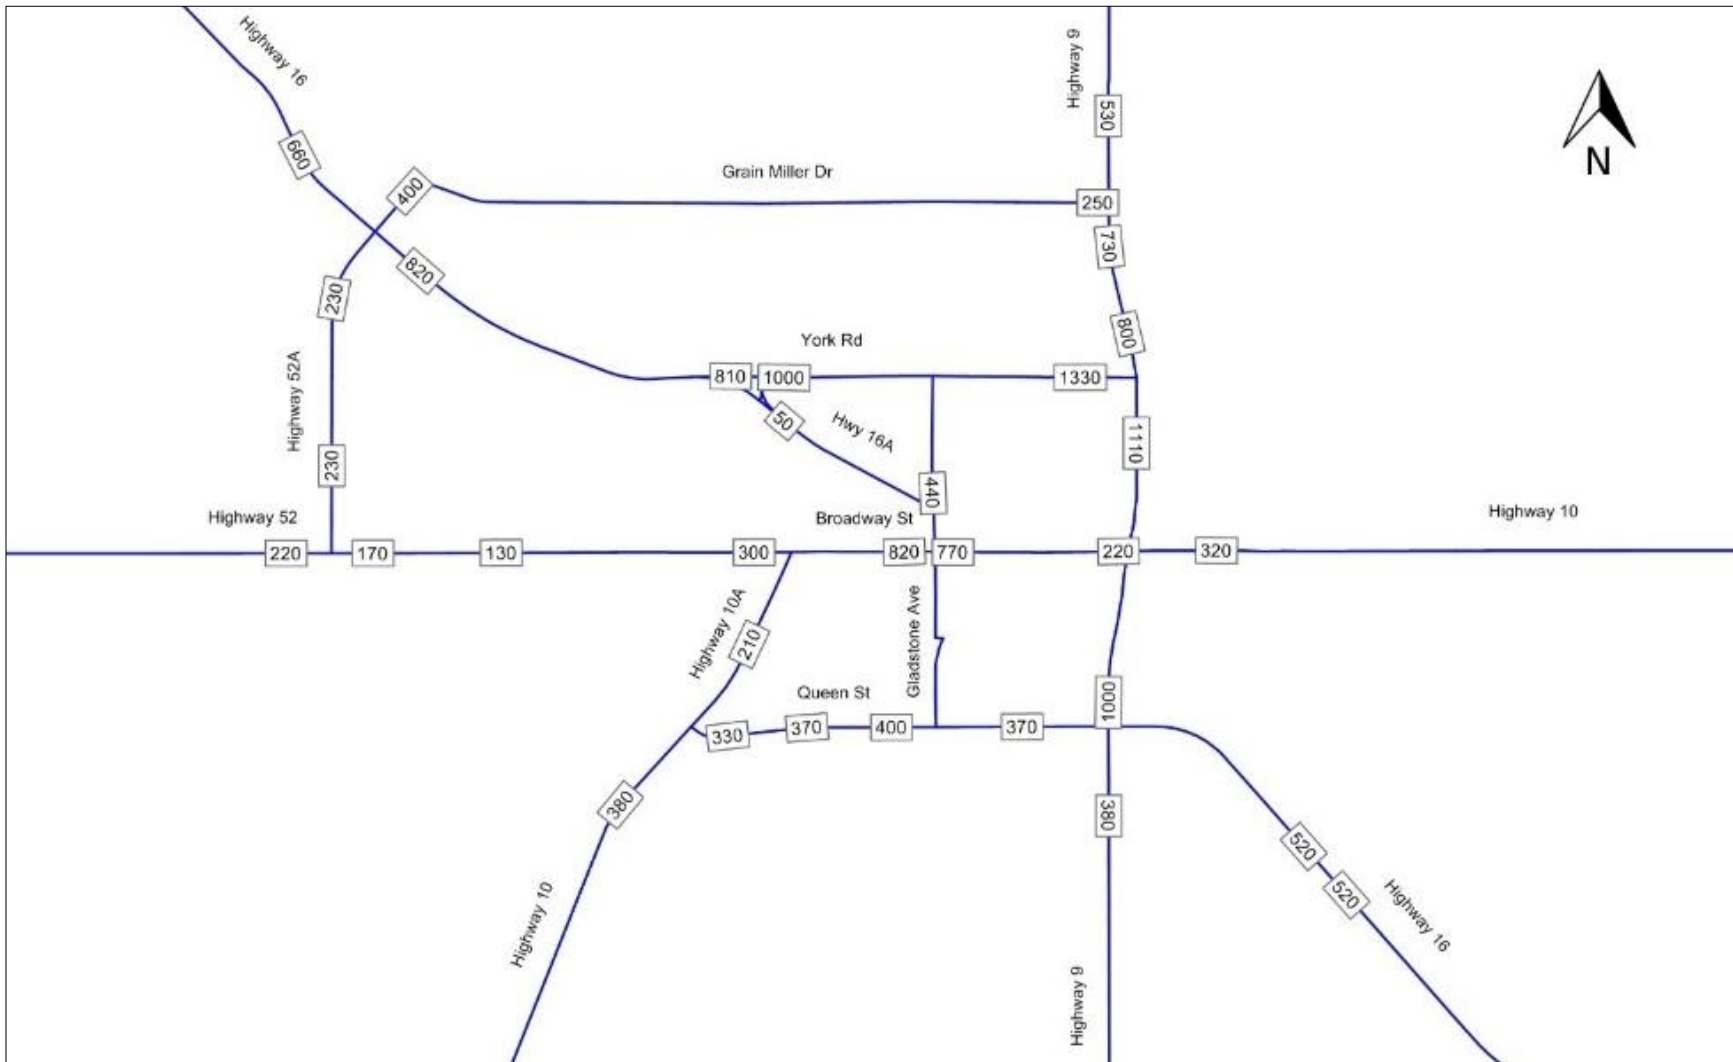 Highway 16
Highway 9
530
660
N
Grain Miller Dr
400
250
730
820
230
800
York Rd
810
1000
1330
Highway 52A
50
Hwy 16A
1110
230
440
Highway 52
Broadway St
Highway 10
220
170
130
300
820
770
220
320
Highway 10A
210
Gladstone Ave
Queen St
330
370
400
370
1000
380
380
520
520
Highway 16
Highway 10
Highway 9